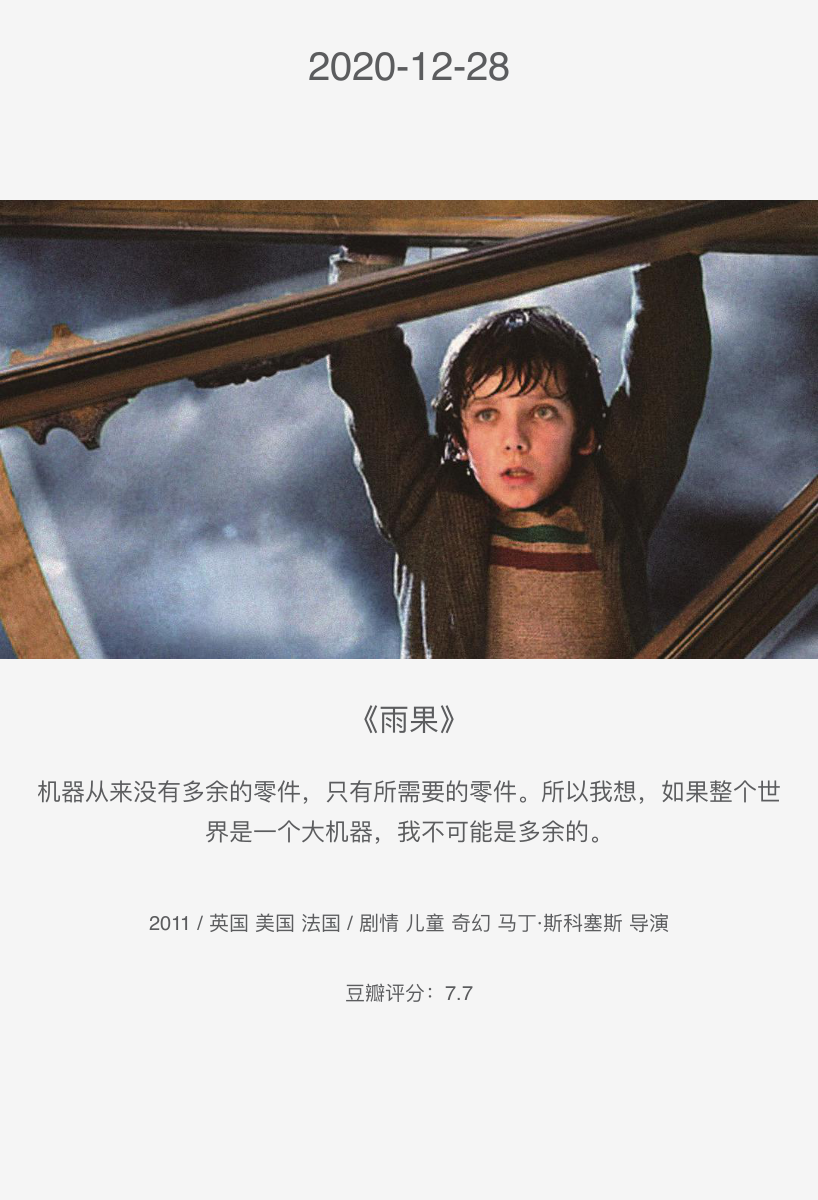 2020-12-28
《雨果》
机器从来没有多余的零件，只有所需要的零件。所以我想，如果整个世
界是一个大机器，我不可能是多余的。
2011 / 英国 美国 法国 / 剧情 儿童 奇幻 马丁·斯科塞斯 导演
豆瓣评分：7.7